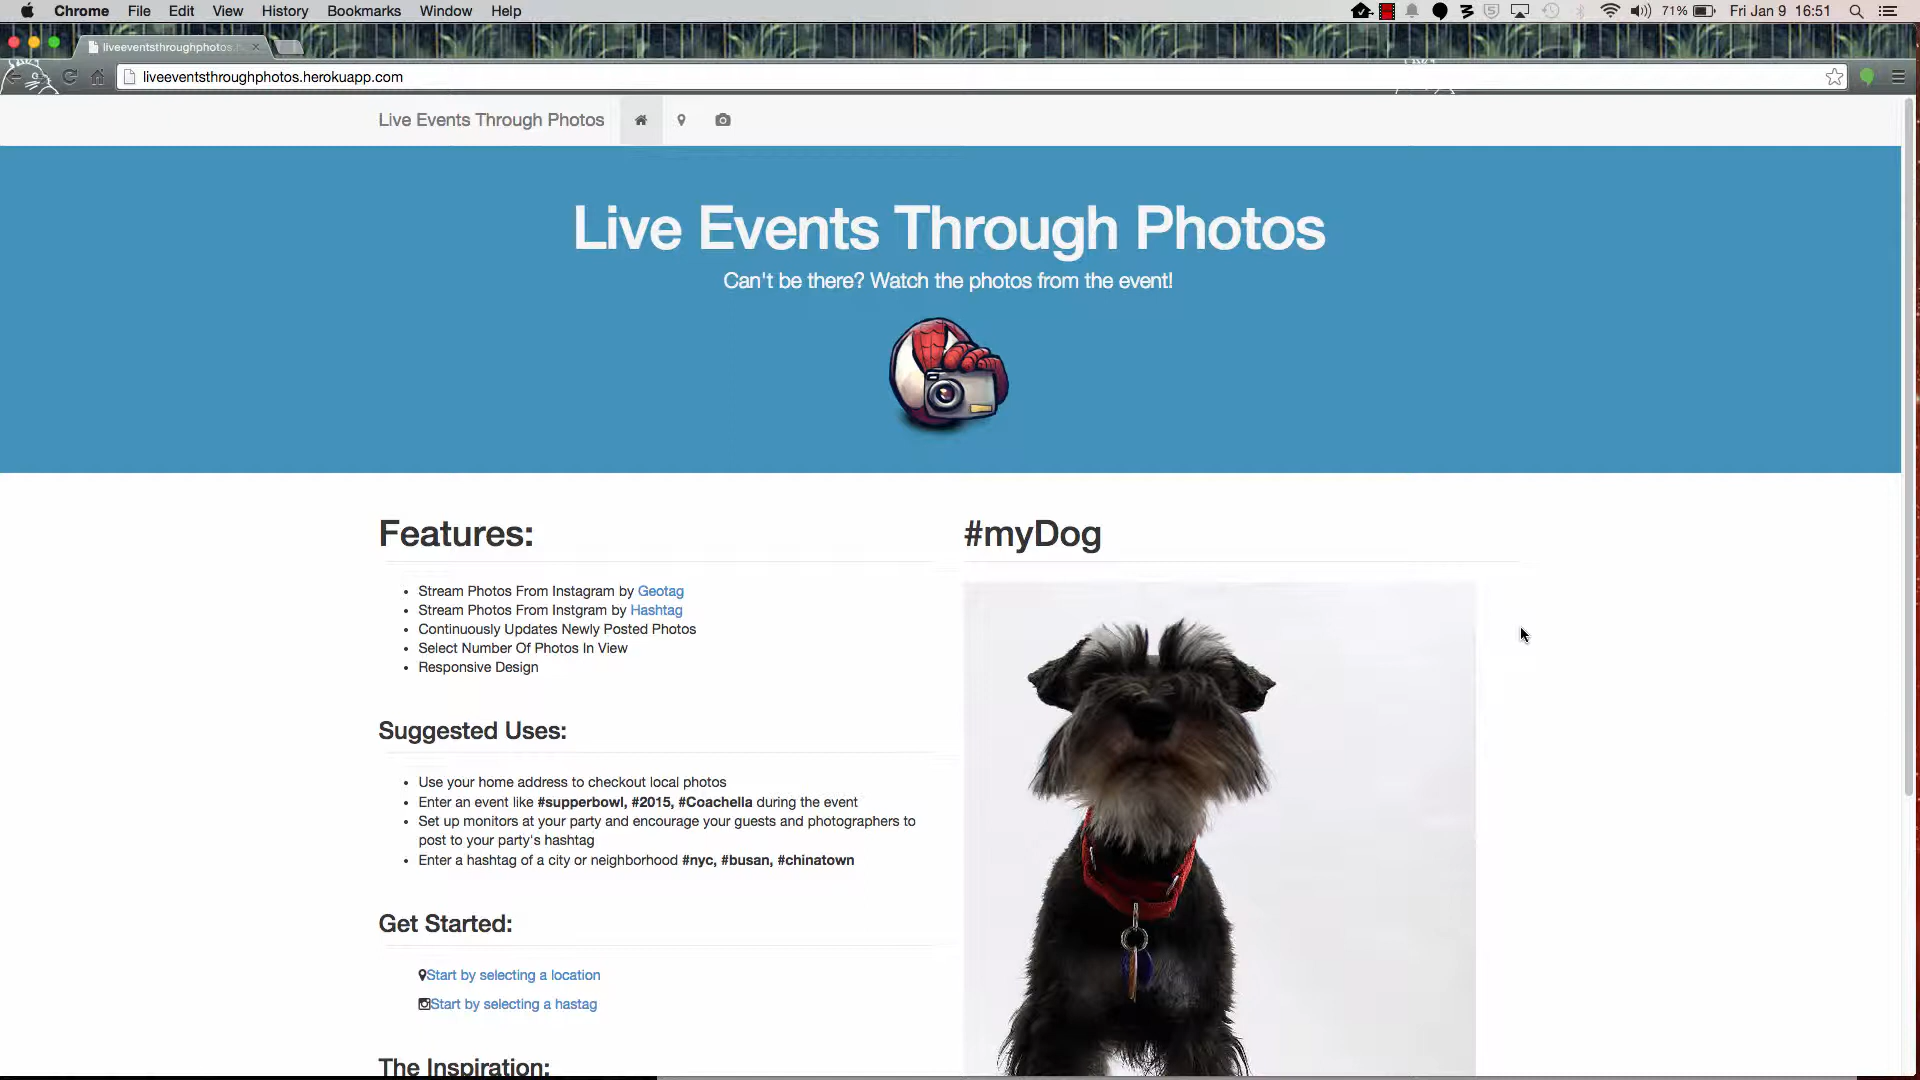 Chrome File Edit View History Bookmarks Window Help 71% Fri Jan 9 16:51
liveeventsthroughphotos.h
liveeventsthroughphotos.herokuapp.com
Live Events Through Photos
Live Events Through Photos
Can't be there? Watch the photos from the event!
Features:
Stream Photos From Instagram by Geotag
Stream Photos From Instgram by Hashtag
Continuously Updates Newly Posted Photos
Select Number Of Photos In View
Responsive Design
Suggested Uses:
Use your home address to checkout local photos
Enter an event like #supperbowl, #2015, #Coachella during the event
Set up monitors at your party and encourage your guests and photographers to
post to your party's hashtag
Enter a hashtag of a city or neighborhood #nyc, #busan, #chinatown
Get Started:
Start by selecting a location
Start by selecting a hastag
The Inspiration:
#myDog